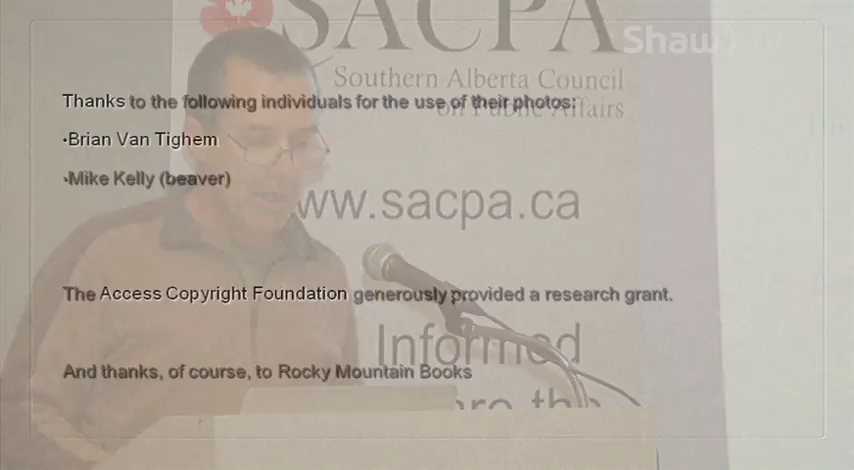 SACPA
Shaw) tv
Southern Alberta Council
on Public Affairs
Thanks to the following individuals for the use of their photos:
•Brian Van Tighem
•Mike Kelly (beaver)
www.sacpa.ca
The Access Copyright Foundation generously provided a research grant.
Informed
And thanks, of course, to Rocky Mountain Books